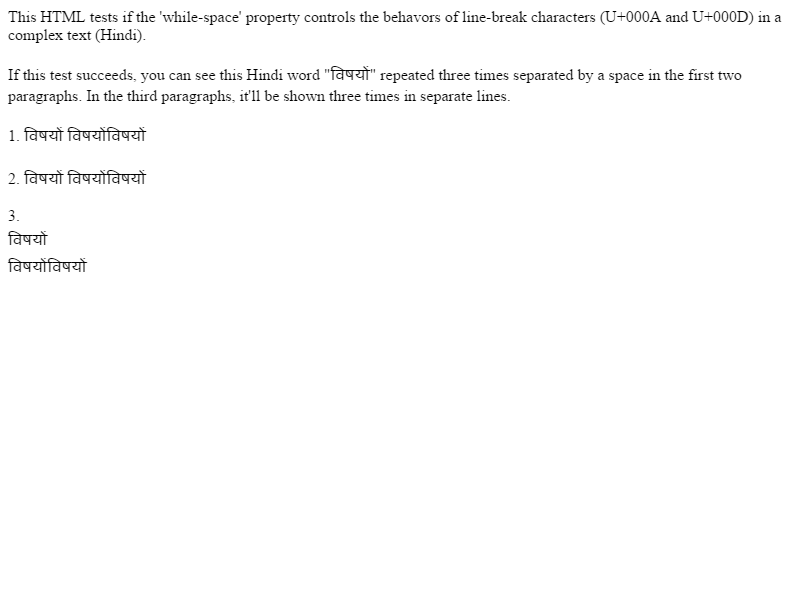 This HTML tests if the 'while-space' property controls the behavors of line-break characters (U+000A and U+000D) in a
complex text (Hindi).
If this test succeeds, you can see this Hindi word "विषयों" repeated three times separated by a space in the first two
paragraphs. In the third paragraphs, it'll be shown three times in separate lines.
1. विषयों विषयोंविषयों
2. विषयों विषयोंविषयों
3.
विषयों
विषयोंविषयों